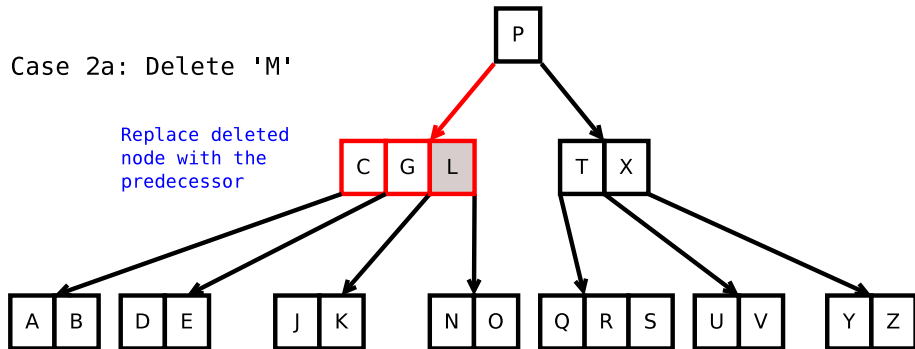 P
Case 2a: Delete 'M'
Replace deleted
node with the
predecessor
C G L
T X
A B
D E
J K
N O
Q R S
U V
Y Z